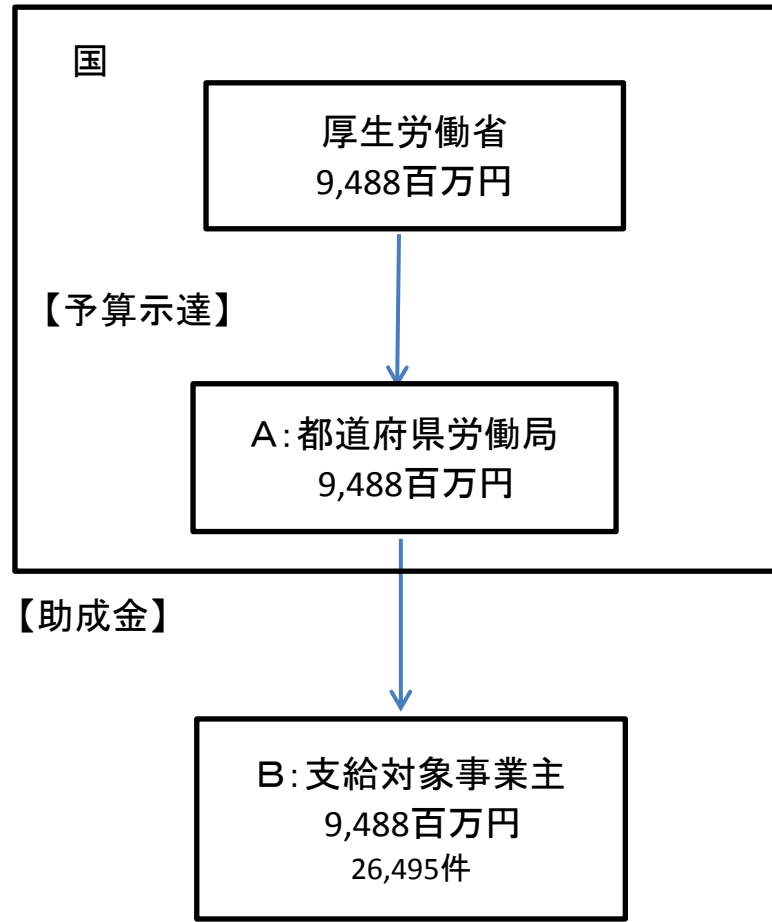 国
厚生労働省
9,488百万円
【予算示達】
A:都道府県労働局
9,488百万円
【助成金】
B:支給対象事業主
9,488百万円
26,495件